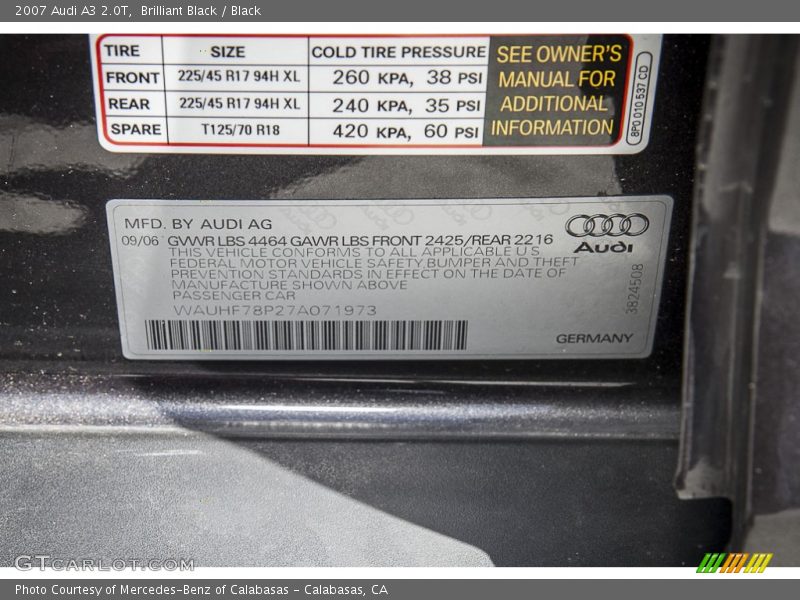 2007 Audi A3 2.0T,  Brilliant Black / Black
TIRE SIZE COLD TIRE PRESSURE
FRONT 225/45 R17 94H XL 260 KPA, 38 PSI
REAR 225/45 R17 94H XL 240 KPA, 35 PSI
SPARE T125/70 R18 420 KPA, 60 PSI
SEE OWNER'S
MANUAL FOR
ADDITIONAL
INFORMATION
8P0 010 537 CD
MFD. BY AUDI AG
09/06 GVWR LBS 4464 GAWR LBS FRONT 2425/REAR 2216
THIS VEHICLE CONFORMS TO ALL APPLICABLE U S
FEDERAL MOTOR VEHICLE SAFETY,BUMPER AND THEFT
PREVENTION STANDARDS IN EFFECT ON THE DATE OF
MANUFACTURE SHOWN ABOVE
PASSENGER CAR
WAUHF78P27A071973
Audi
3824508
GERMANY
GTCARLOT.COM
Photo Courtesy of Mercedes-Benz of Calabasas - Calabasas, CA